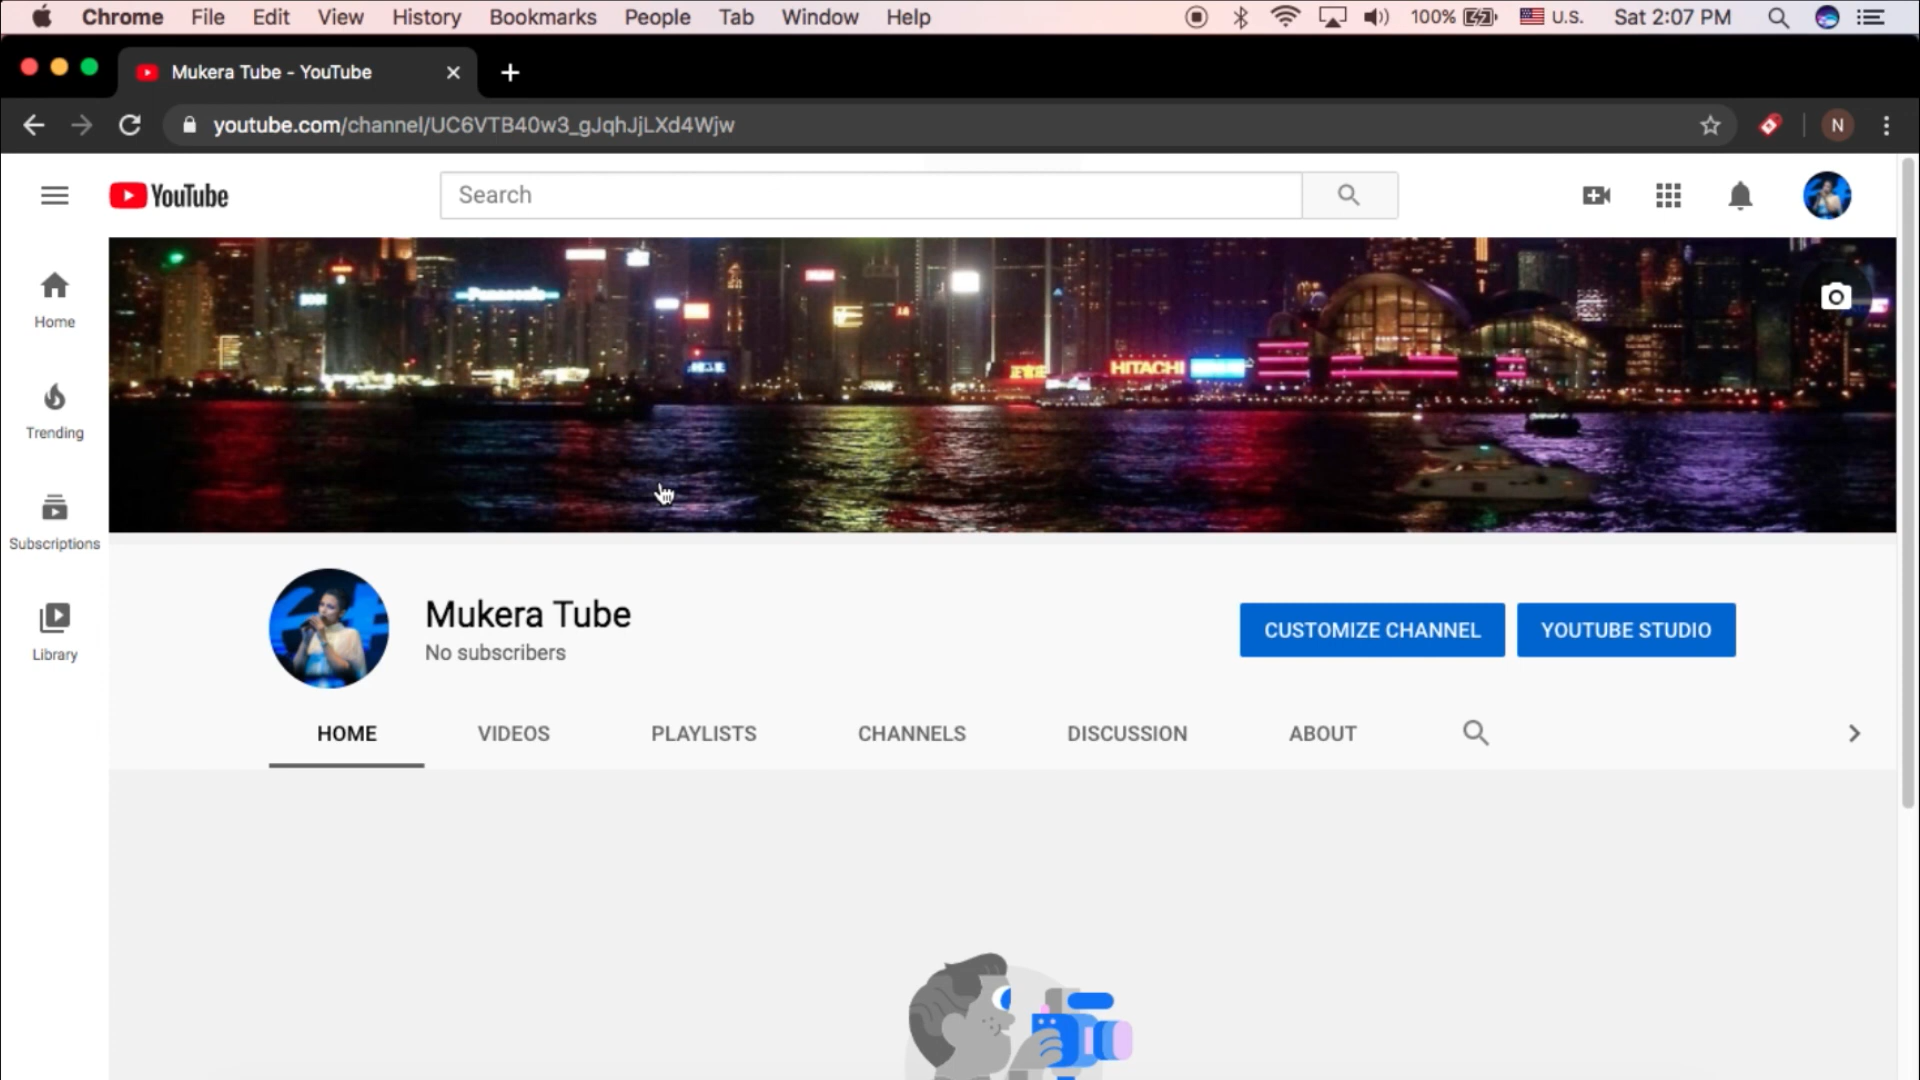 Chrome File Edit View History Bookmarks People Tab Window Help 100% U.S. Sat 2:07 PM
Mukera Tube - YouTube
youtube.com/channel/UC6VTB40w3_gJqhJjLXd4Wjw N
YouTube Search
Panasonic
HITACHI
Home
Trending
Subscriptions
Library
Mukera Tube
No subscribers
CUSTOMIZE CHANNEL YOUTUBE STUDIO
HOME VIDEOS PLAYLISTS CHANNELS DISCUSSION ABOUT